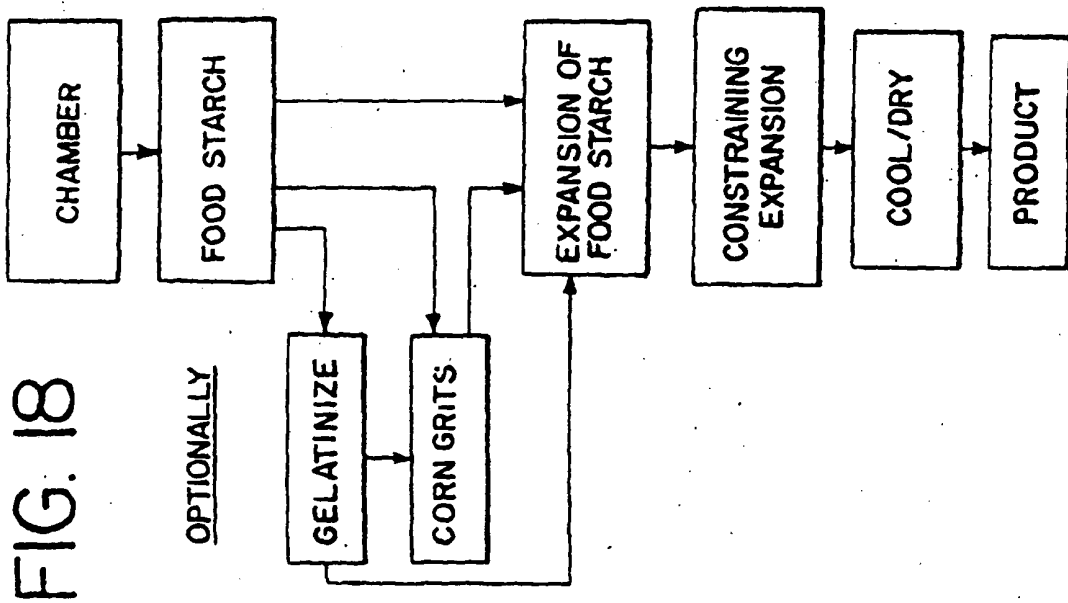 FIG. 18
OPTIONALLY
CHAMBER
FOOD STARCH
GELATINIZE
CORN GRITS
EXPANSION OF
FOOD STARCH
CONSTRAINING
EXPANSION
COOL/DRY
PRODUCT